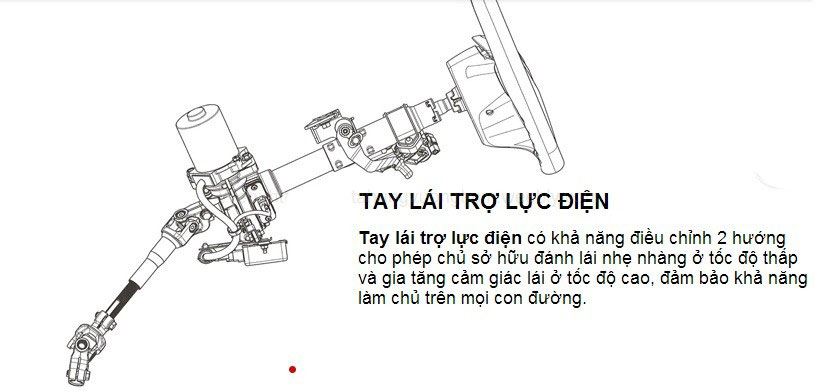 TAY LÁI TRỢ LỰC ĐIỆN
Tay lái trợ lực điện có khả năng điều chỉnh 2 hướng
cho phép chủ sở hữu đánh lái nhẹ nhàng ở tốc độ thấp
và gia tăng cảm giác lái ở tốc độ cao, đảm bảo khả năng
làm chủ trên mọi con đường.